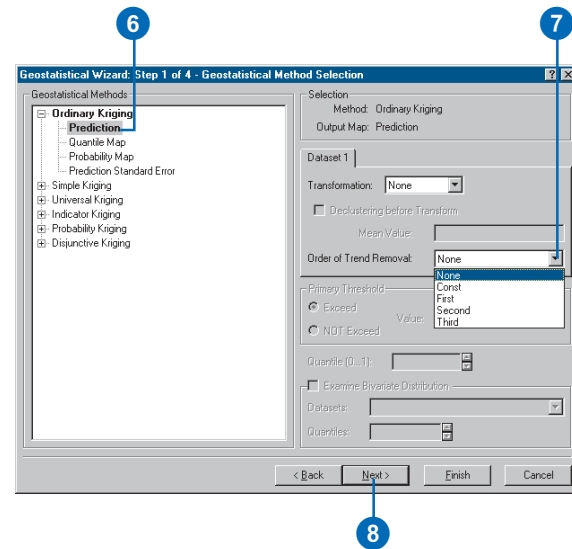 6
7
Geostatistical Wizard: Step 1 of 4 - Geostatistical Method Selection
Geostatistical Methods
Ordinary Kriging
Prediction
Quantile Map
Probability Map
Prediction Standard Error
Simple Kriging
Universal Kriging
Indicator Kriging
Probability Kriging
Disjunctive Kriging
Selection
Method: Ordinary Kriging
Output Map: Prediction
Dataset 1
Transformation: None
Declustering before Transform
Mean Value:
Order of Trend Removal: None
None
Const
First
Second
Third
Primary Threshold
Exceed
Value:
NOT Exceed
Quantile (0...1):
Examine Bivariate Distribution
Datasets:
Quantiles:
< Back Next > Finish Cancel
8